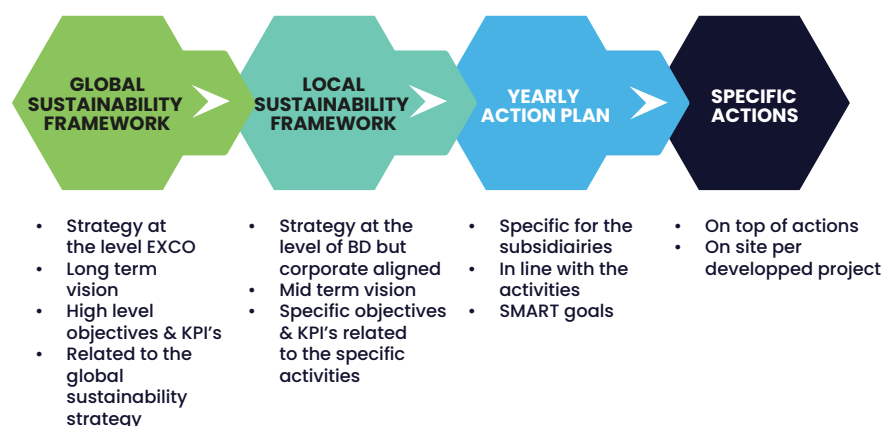 GLOBAL
SUSTAINABILITY
FRAMEWORK
LOCAL
SUSTAINABILITY
FRAMEWORK
YEARLY
ACTION PLAN
SPECIFIC
ACTIONS
• Strategy at
the level EXCO
• Long term
vision
• High level
objectives & KPI's
• Related to the
global
sustainability
strategy
• Strategy at the
level of BD but
corporate aligned
• Mid term vision
• Specific objectives
& KPI's related
to the specific
activities
• Specific for the
subsidiairies
• In line with the
activities
• SMART goals
• On top of actions
• On site per
developped project